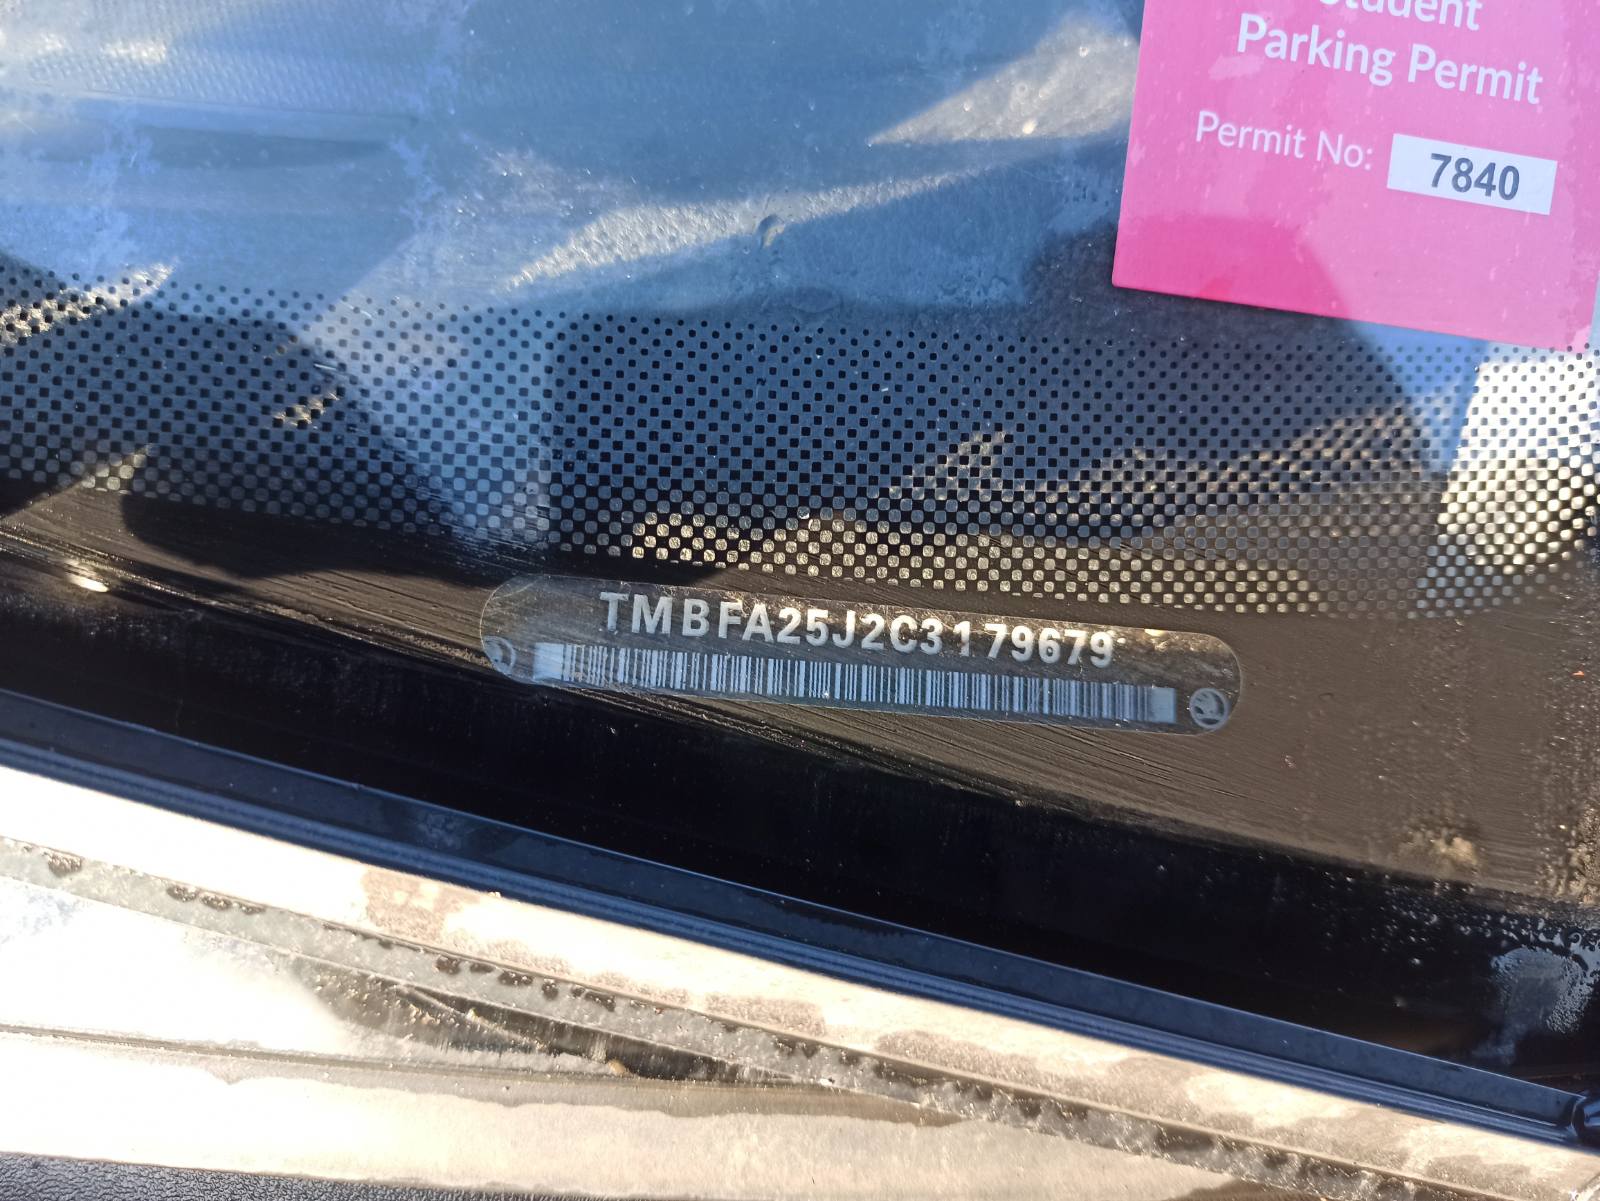 Student
Parking Permit
Permit No: 7840
TMBFA25J2C3179679